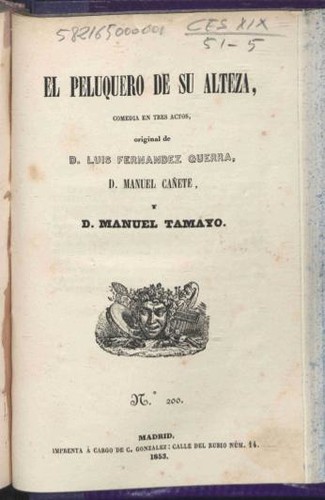 5821650000001
CES XIX
51-5
EL PELUQUERO DE SU ALTEZA,
COMEDIA EN TRES ACTOS,
original de
D. LUIS FERNANDEZ GUERRA,
D. MANUEL CAÑETE,
Y
D. MANUEL TAMAYO.
N.º 200.
MADRID.
IMPRENTA Á CARGO DE C. GONZALEZ: CALLE DEL RUBIO NÚM. 14.
1853.